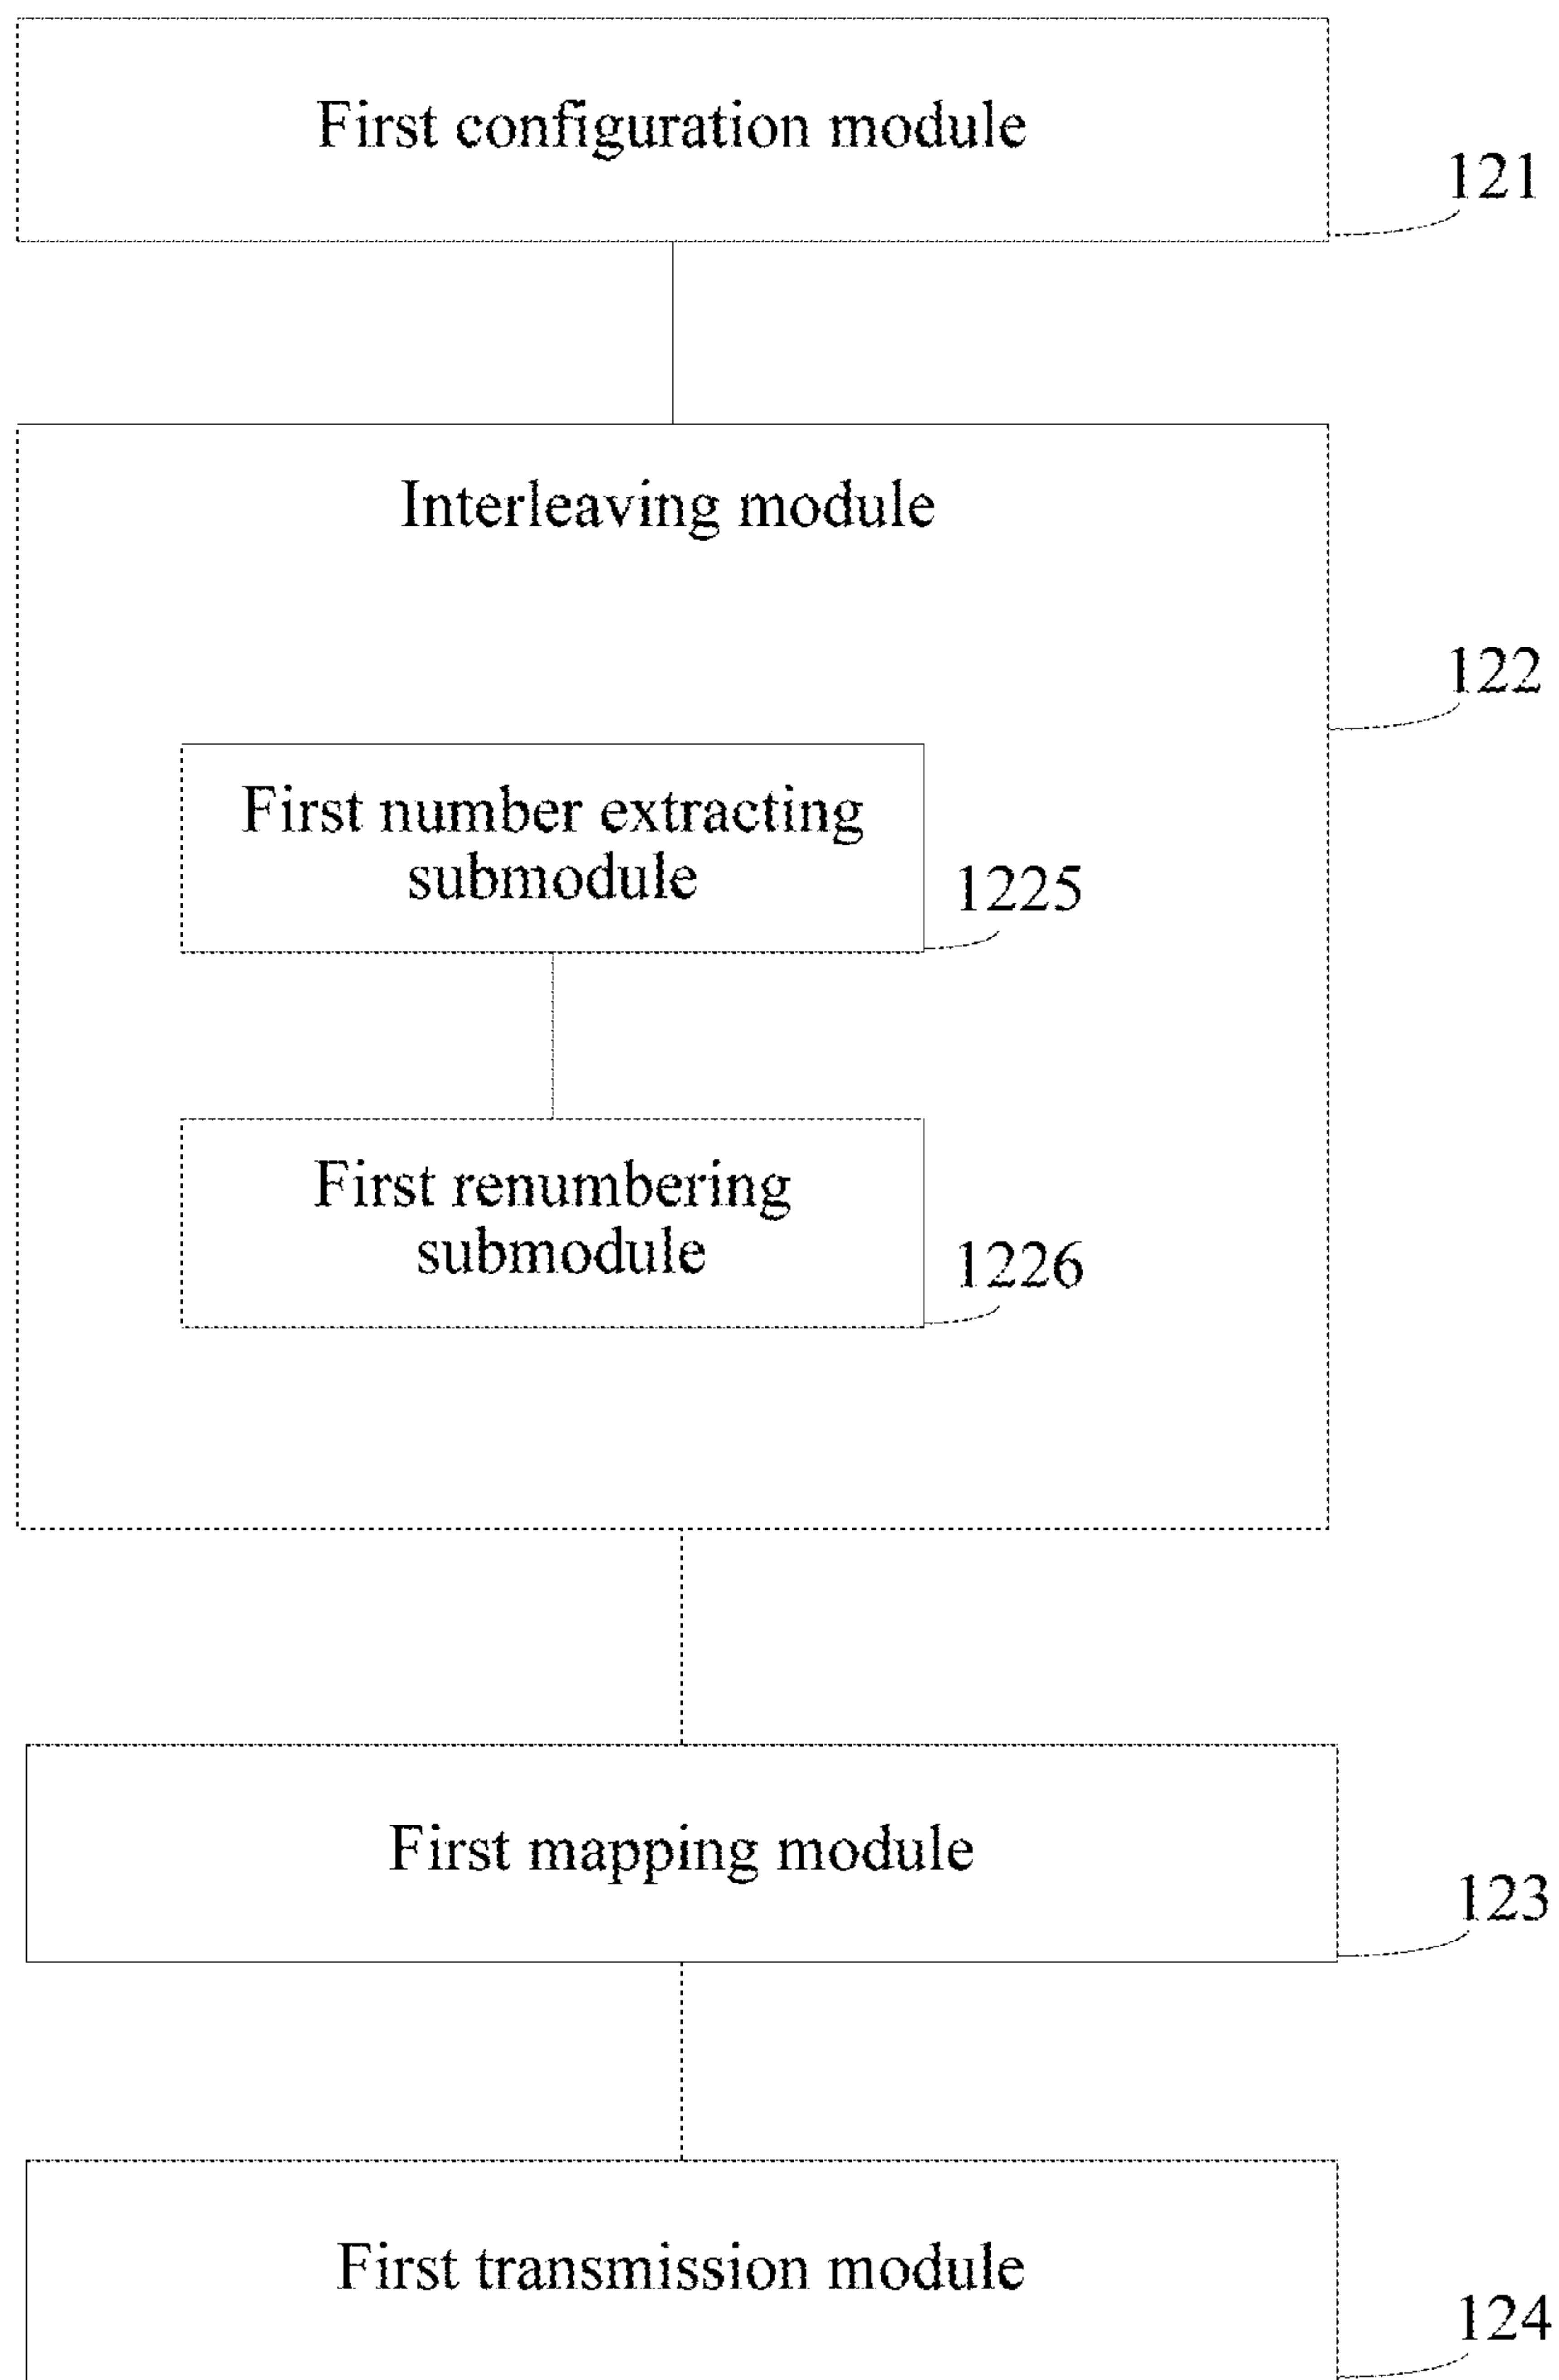 First configuration module
121
Interleaving module
122
First number extracting
submodule
1225
First renumbering
submodule
1226
First mapping module
123
First transmission module
124